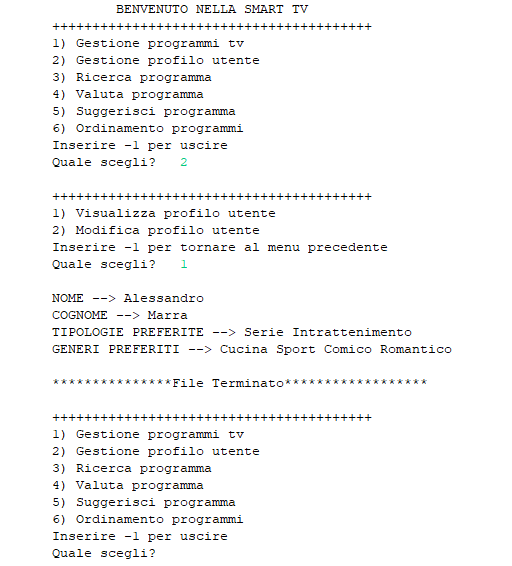 BENVENUTO NELLA SMART TV
++++++++++++++++++++++++++++++++++++++++
1) Gestione programmi tv
2) Gestione profilo utente
3) Ricerca programma
4) Valuta programma
5) Suggerisci programma
6) Ordinamento programmi
Inserire -1 per uscire
Quale scegli? 2
++++++++++++++++++++++++++++++++++++++++
1) Visualizza profilo utente
2) Modifica profilo utente
Inserire -1 per tornare al menu precedente
Quale scegli? 1
NOME --> Alessandro
COGNOME --> Marra
TIPOLOGIE PREFERITE --> Serie Intrattenimento
GENERI PREFERITI --> Cucina Sport Comico Romantico
***************File Terminato******************
++++++++++++++++++++++++++++++++++++++++
1) Gestione programmi tv
2) Gestione profilo utente
3) Ricerca programma
4) Valuta programma
5) Suggerisci programma
6) Ordinamento programmi
Inserire -1 per uscire
Quale scegli?